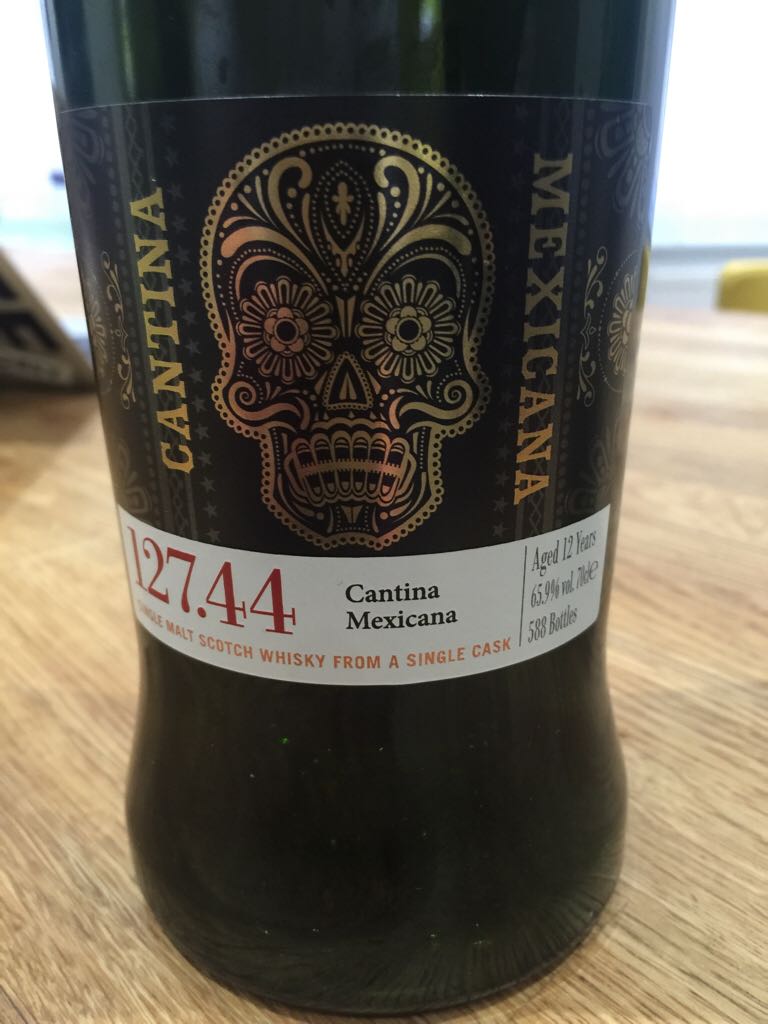 CANTINA
MEXICANA
127.44
Cantina
Mexicana
SINGLE MALT SCOTCH WHISKY FROM A SINGLE CASK
Aged 12 Years
65.9% vol. 70cl℮
588 Bottles